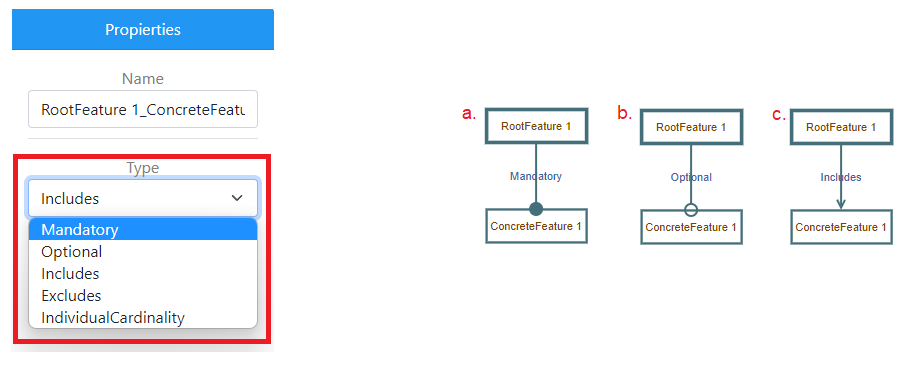 Propierties
Name
RootFeature 1_ConcreteFeatu
Type
Includes
Mandatory
Optional
Includes
Excludes
IndividualCardinality
a.
RootFeature 1
Mandatory
ConcreteFeature 1
b.
RootFeature 1
Optional
ConcreteFeature 1
c.
RootFeature 1
Includes
ConcreteFeature 1